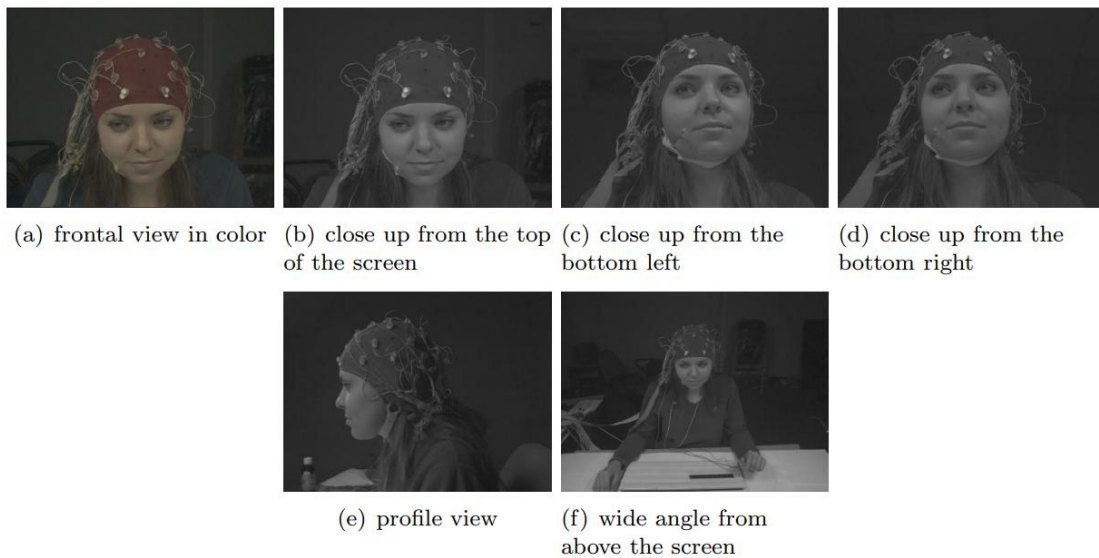 (a) frontal view in color
(b) close up from the top
of the screen
(c) close up from the
bottom left
(d) close up from the
bottom right
(e) profile view
(f) wide angle from
above the screen